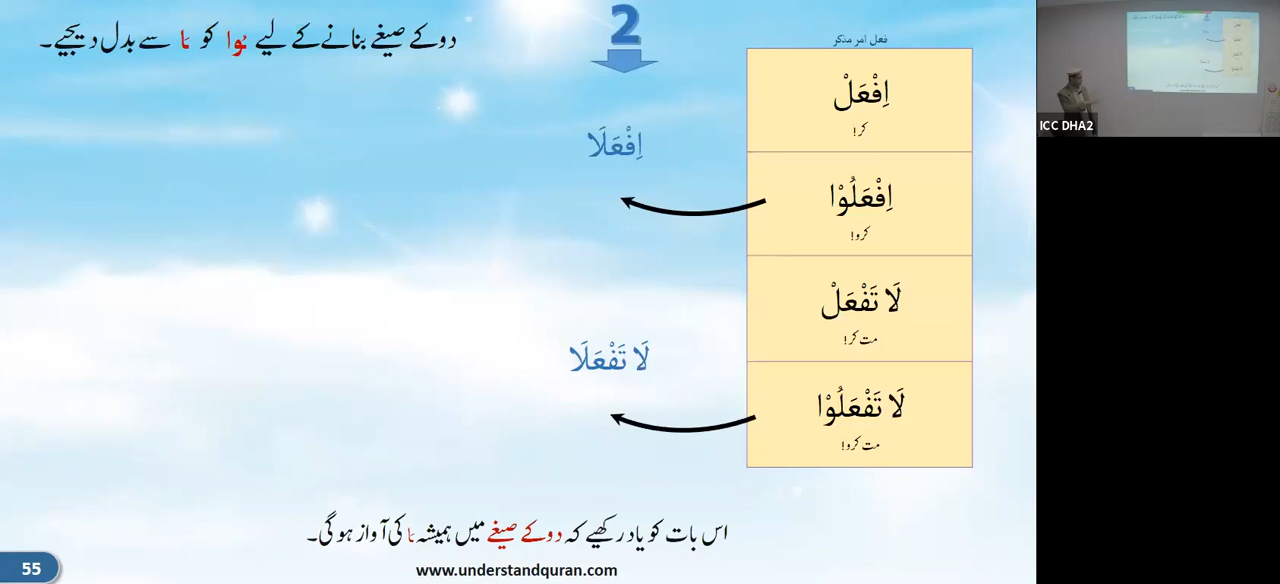 دو کے صیغے بنانے کے لیے ـُوا کو ـَا سے بدل دیجیے۔
2
فعل امر مذکر
اِفْعَلْ
کر!
اِفْعَلَا
اِفْعَلُوْا
کرو!
لَا تَفْعَلْ
مت کر!
لَا تَفْعَلَا
لَا تَفْعَلُوْا
مت کرو!
اس بات کو یاد رکھیے کہ دو کے صیغے میں ہمیشہ ـَا کی آواز ہوگی۔
www.understandquran.com
55
ICC DHA2